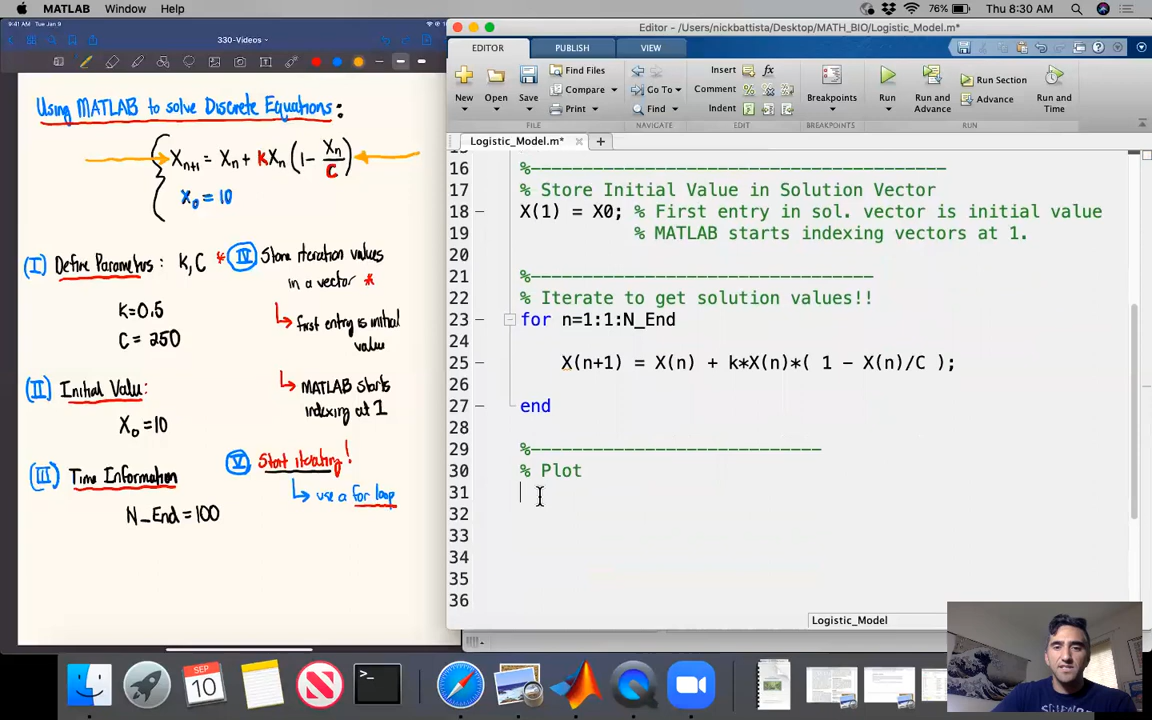 MATLAB Window Help
76% Thu 8:30 AM
9:41 AM Tue Jan 9
330-Videos
Using MATLAB to solve Discrete Equations:
Xn+1 = Xn + kXn (1 - Xn/C)
X0 = 10
(I) Define Parameters: k, C *
k=0.5
C = 250
(II) Initial Value:
X0 = 10
(III) Time Information
N_End = 100
(IV) Store iteration values
in a vector *
first entry is initial
value
MATLAB starts
indexing at 1
(V) Start iterating!
use a for loop
Editor - /Users/nickbattista/Desktop/MATH_BIO/Logistic_Model.m*
EDITOR PUBLISH VIEW
New Open Save Find Files Compare Print
Go To Find
Insert fx Comment Indent
Breakpoints Run Run and Advance Run Section Advance Run and Time
FILE NAVIGATE EDIT BREAKPOINTS RUN
Logistic_Model.m* × +
15
16 %-----------------------------------------
17 % Store Initial Value in Solution Vector
18 X(1) = X0; % First entry in sol. vector is initial value
19 % MATLAB starts indexing vectors at 1.
20
21 %---------------------------------
22 % Iterate to get solution values!!
23 for n=1:1:N_End
25 X(n+1) = X(n) + k*X(n)*( 1 - X(n)/C );
26
27 end
28
29 %----------------------------
30 % Plot
31
32
33
34
35
36
Logistic_Model
SEP
10